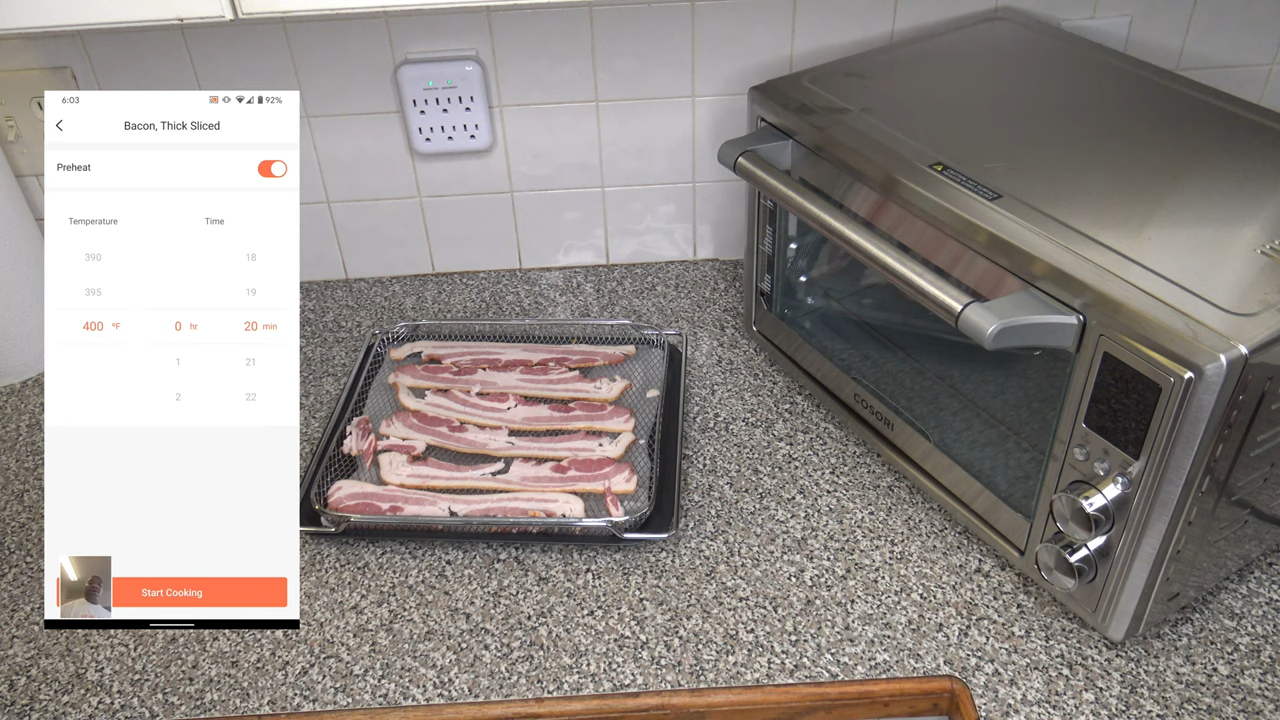 6:03
92%
Bacon, Thick Sliced
Preheat
Temperature Time
390 18
395 19
400 °F 0 hr 20 min
1 21
2 22
Start Cooking
COSORI